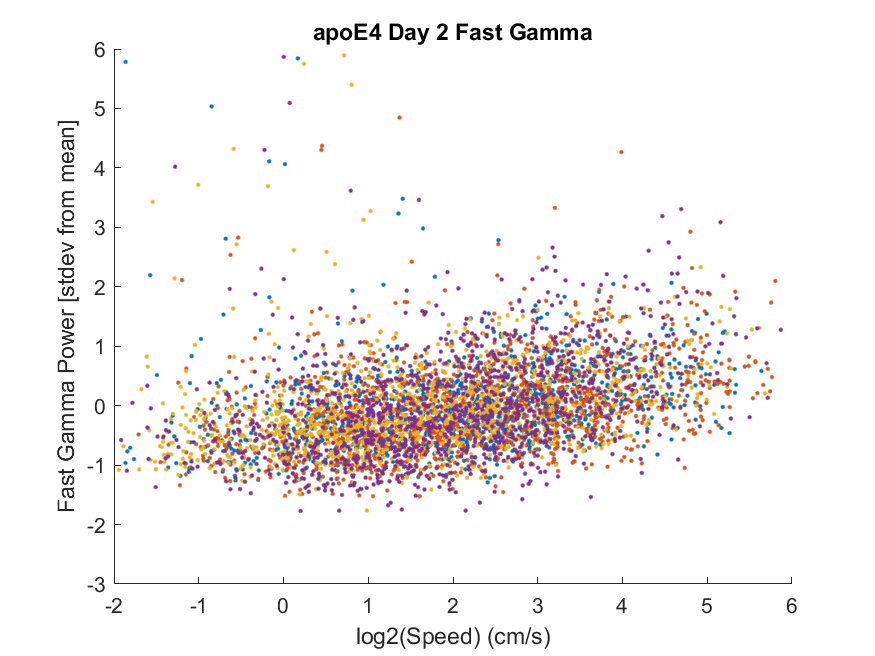 apoE4 Day 2 Fast Gamma
6
5
4
3
2
1
0
-1
-2
-3
Fast Gamma Power [stdev from mean]
-2 -1 0 1 2 3 4 5 6
log2(Speed) (cm/s)